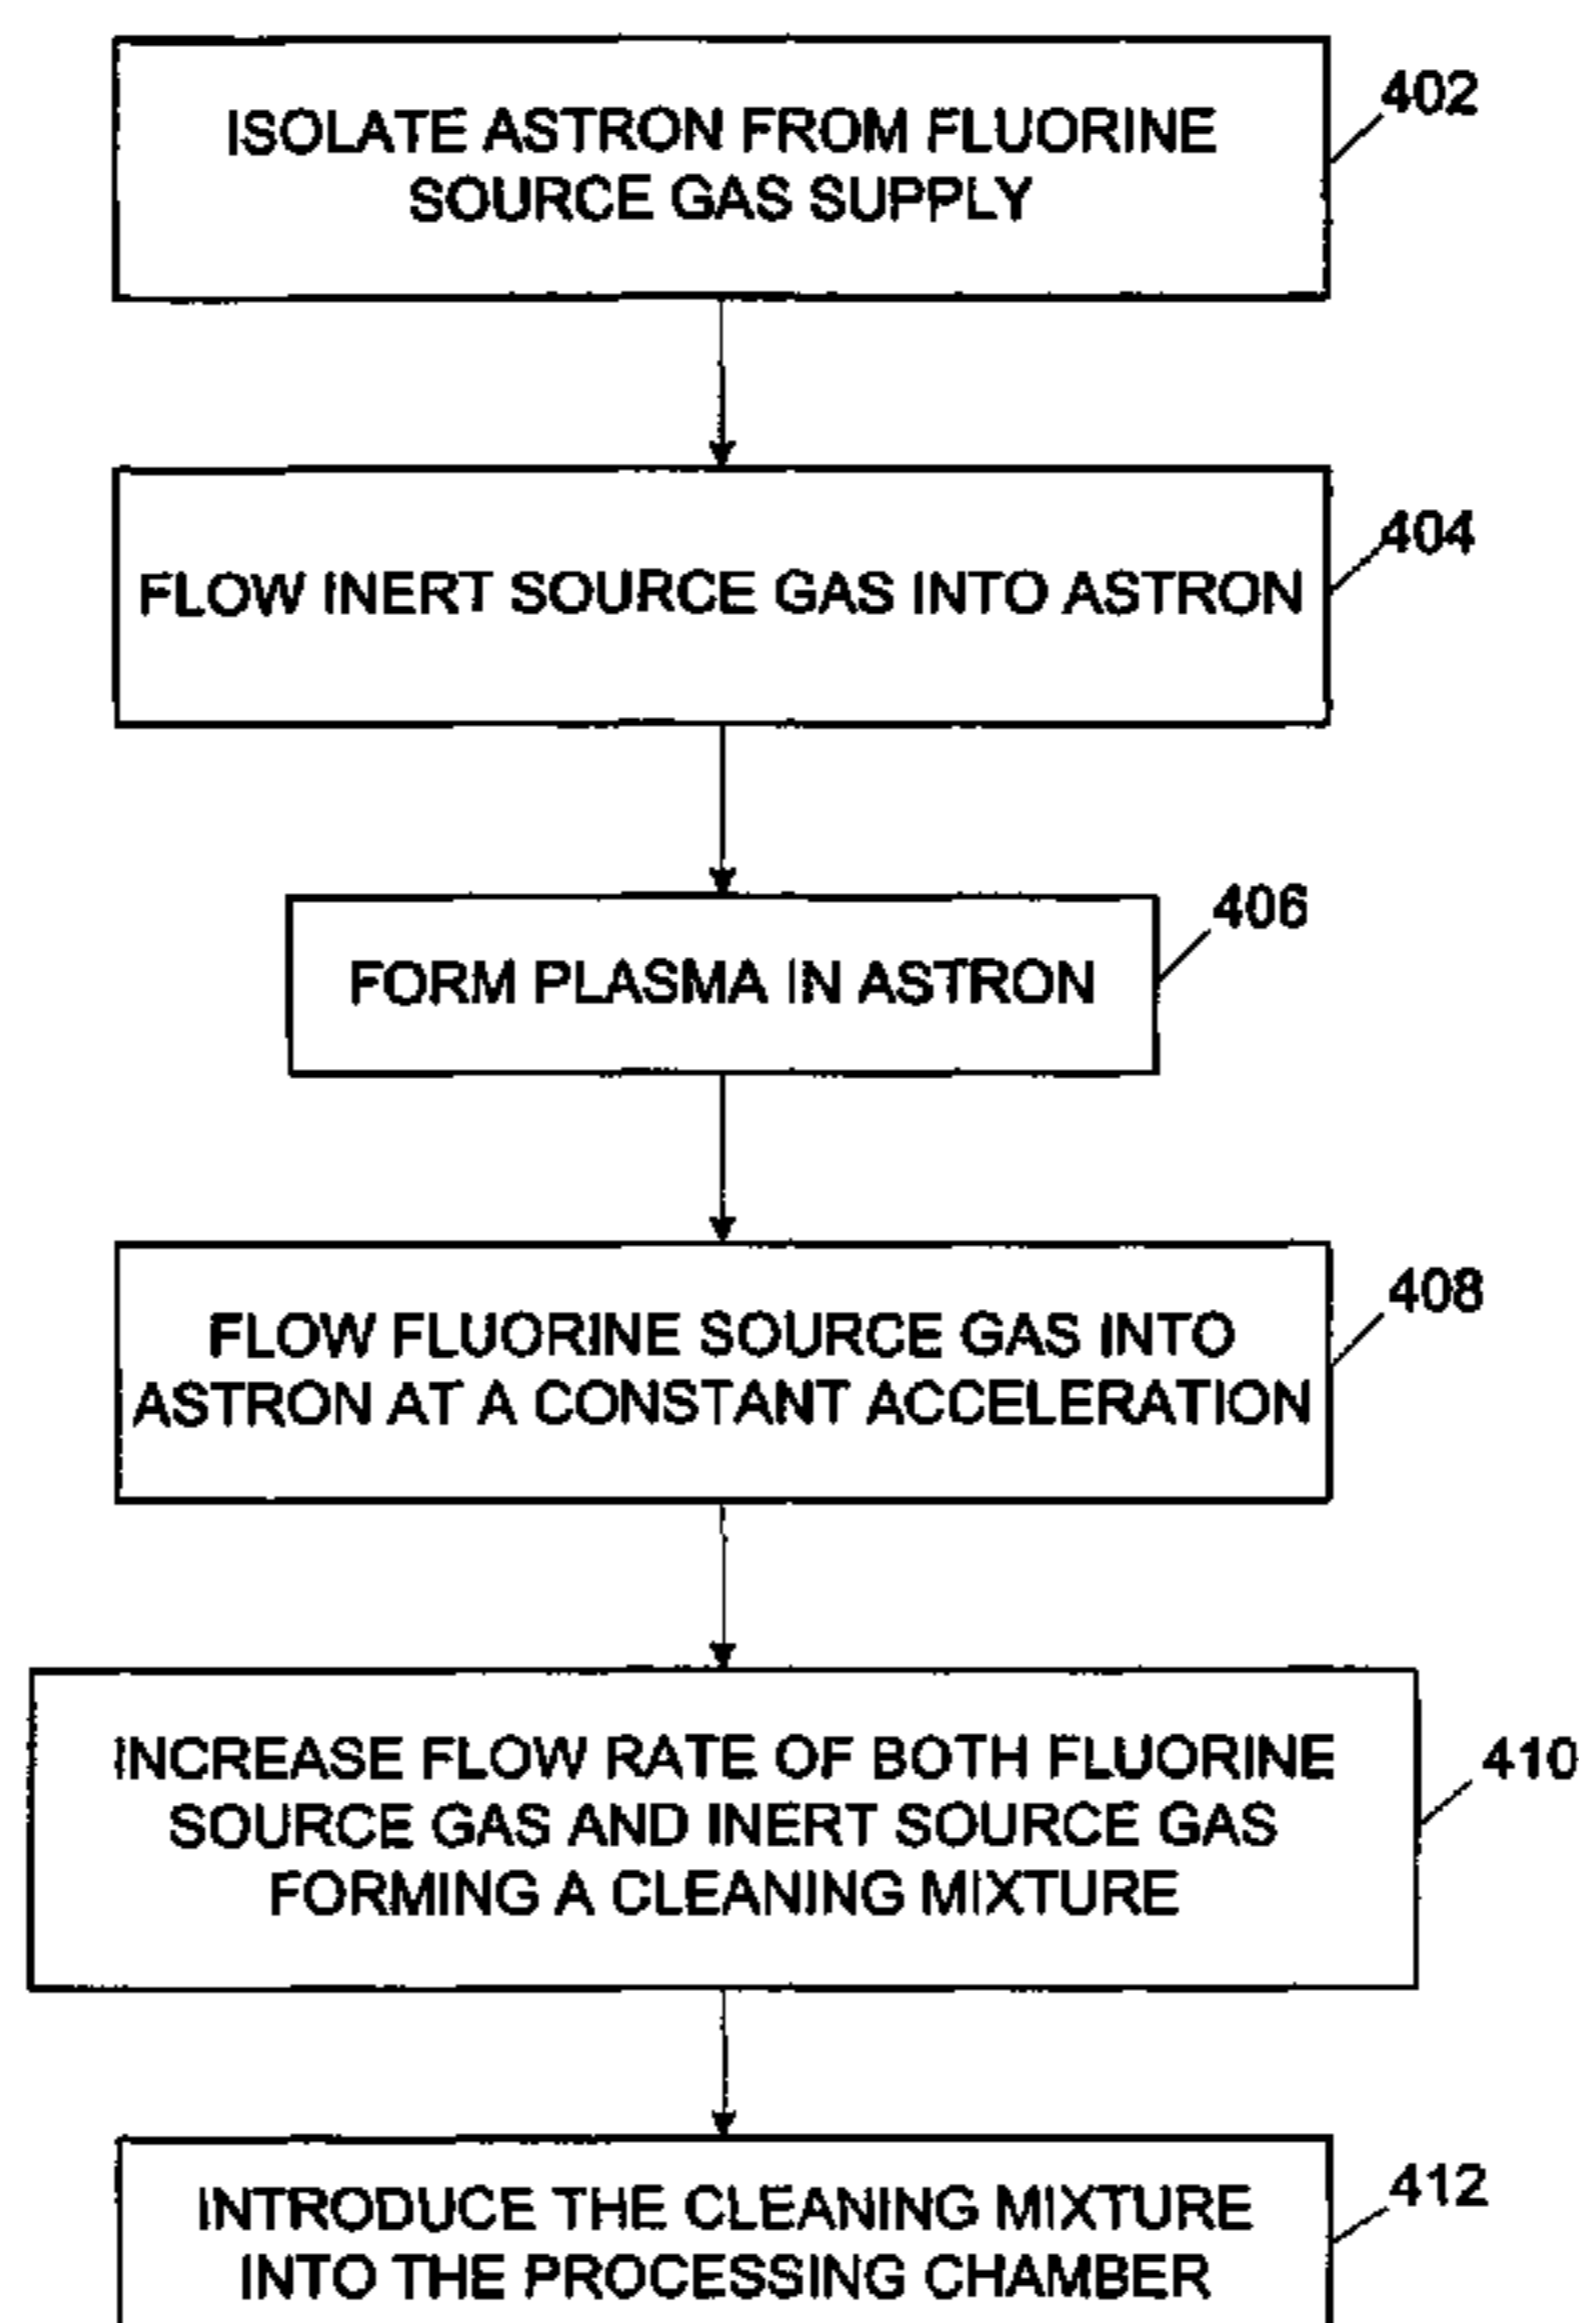 ISOLATE ASTRON FROM FLUORINE
SOURCE GAS SUPPLY
402
FLOW INERT SOURCE GAS INTO ASTRON
404
FORM PLASMA IN ASTRON
406
FLOW FLUORINE SOURCE GAS INTO
ASTRON AT A CONSTANT ACCELERATION
408
INCREASE FLOW RATE OF BOTH FLUORINE
SOURCE GAS AND INERT SOURCE GAS
FORMING A CLEANING MIXTURE
410
INTRODUCE THE CLEANING MIXTURE
INTO THE PROCESSING CHAMBER
412